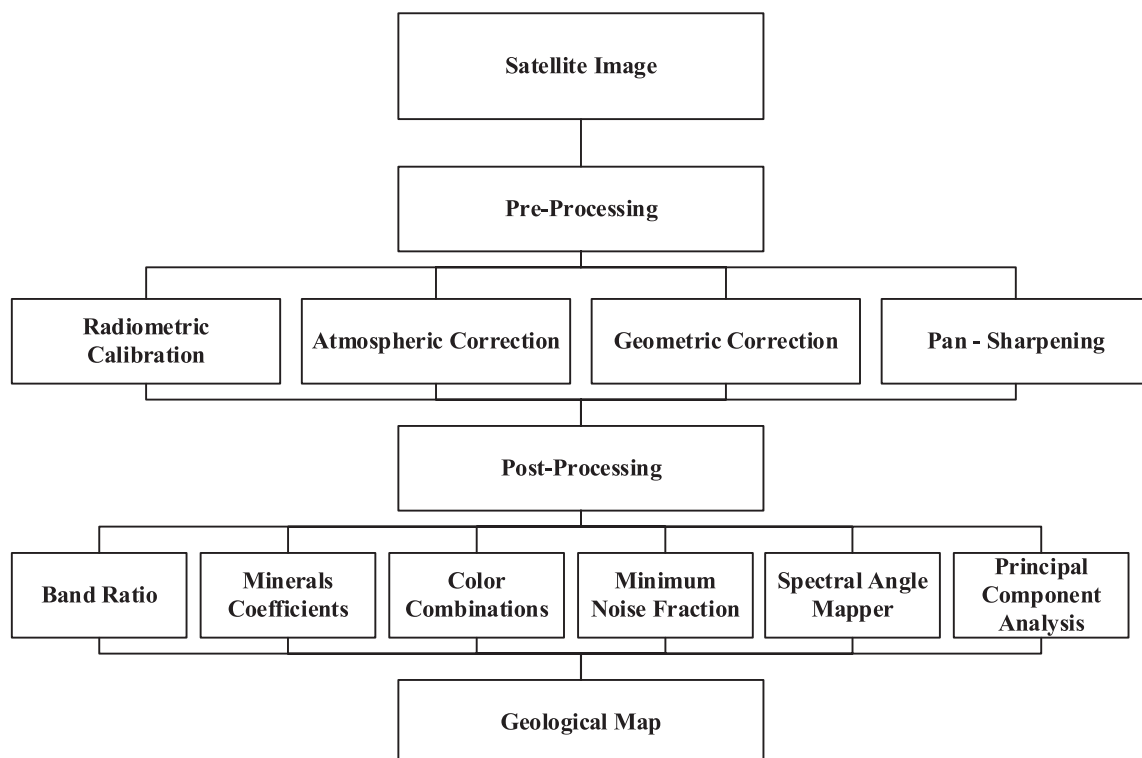 Satellite Image
Pre-Processing
Radiometric
Calibration
Atmospheric Correction
Geometric Correction
Pan - Sharpening
Post-Processing
Band Ratio
Minerals
Coefficients
Color
Combinations
Minimum
Noise Fraction
Spectral Angle
Mapper
Principal
Component
Analysis
Geological Map